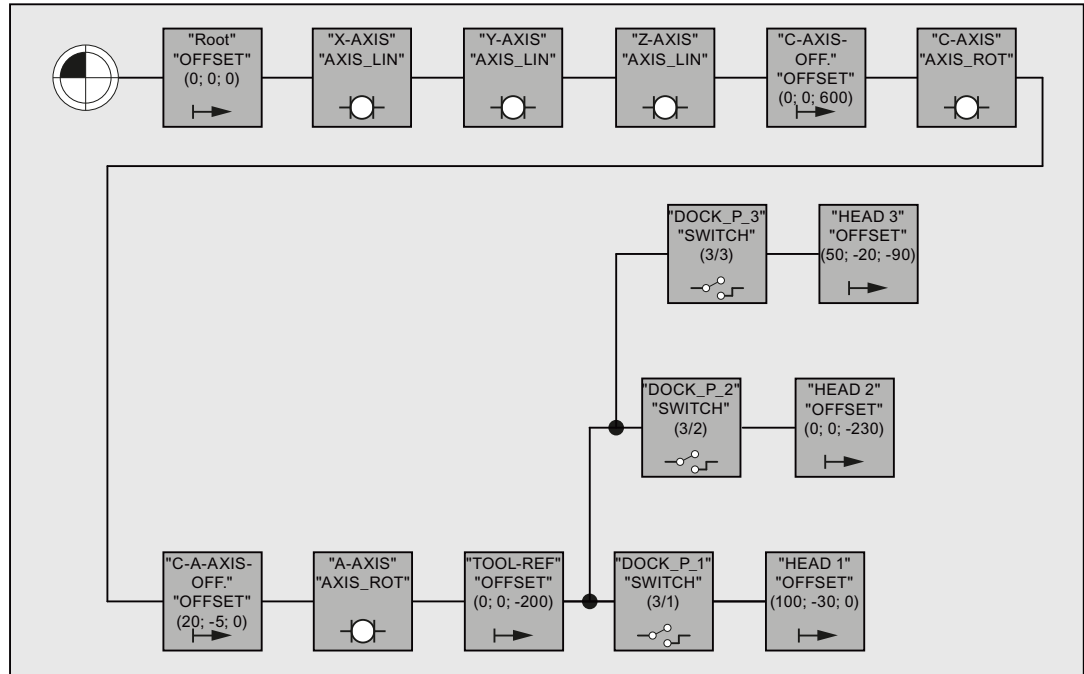 "Root"
"OFFSET"
(0; 0; 0)
"X-AXIS"
"AXIS_LIN"
"Y-AXIS"
"AXIS_LIN"
"Z-AXIS"
"AXIS_LIN"
"C-AXIS-
OFF."
"OFFSET"
(0; 0; 600)
"C-AXIS"
"AXIS_ROT"
"DOCK_P_3"
"SWITCH"
(3/3)
"HEAD 3"
"OFFSET"
(50; -20; -90)
"DOCK_P_2"
"SWITCH"
(3/2)
"HEAD 2"
"OFFSET"
(0; 0; -230)
"C-A-AXIS-
OFF."
"OFFSET"
(20; -5; 0)
"A-AXIS"
"AXIS_ROT"
"TOOL-REF"
"OFFSET"
(0; 0; -200)
"DOCK_P_1"
"SWITCH"
(3/1)
"HEAD 1"
"OFFSET"
(100; -30; 0)